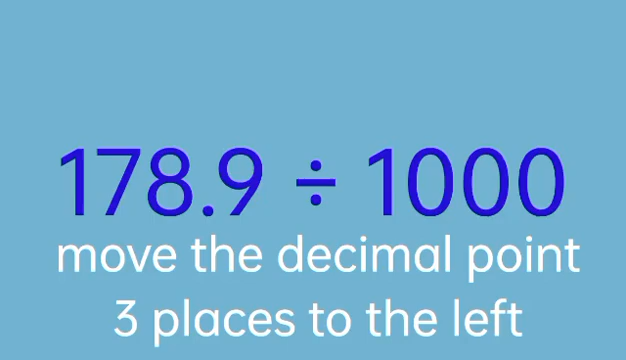 178.9 ÷ 1000
move the decimal point
3 places to the left